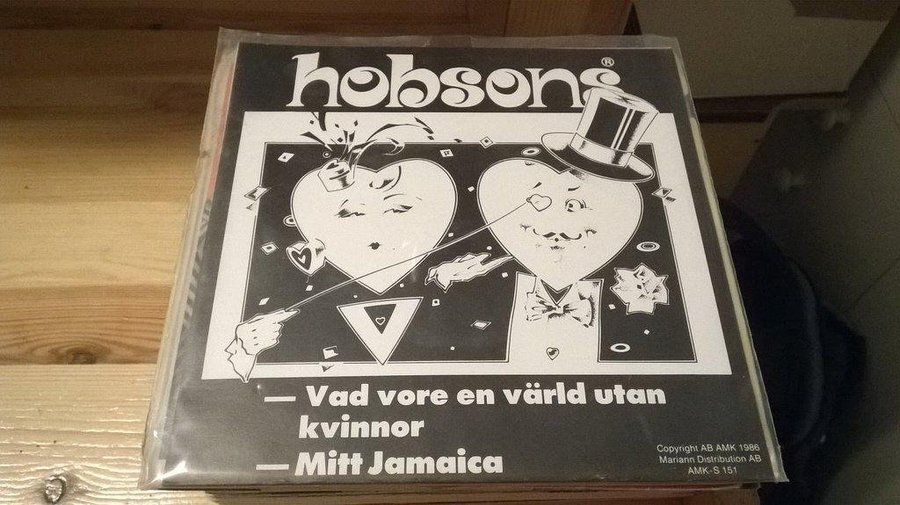 hobsons®
— Vad vore en värld utan
kvinnor
— Mitt Jamaica
Copyright AB AMK 1986
Mariann Distribution AB
AMK-S 151